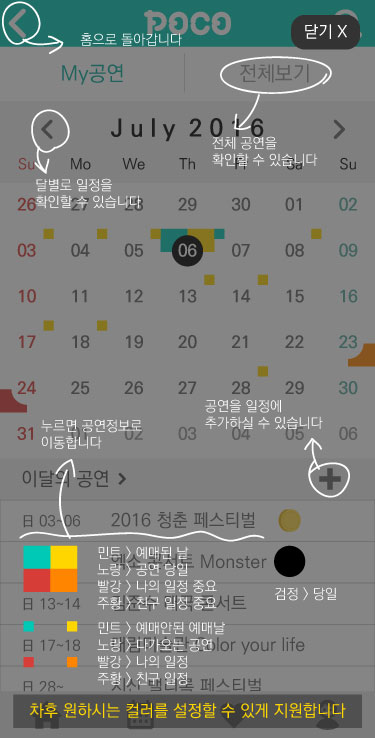 POCO
닫기 X
홈으로 돌아갑니다
My공연
전체보기
July 2016
전체 공연을
확인할 수 있습니다
Su Mo We Th Fr Sa Su
달별로 일정을
확인할 수 있습니다
26 27 28 29 30 01 02
03 04 05 06 07 08 09
10 11 12 13 14 15 16
17 18 19 20 21 22 23
24 25 26 27 28 29 30
공연을 일정에
추가하실 수 있습니다
누르면 공연정보로
이동합니다
31 02 03 04 05 06
이달의 공연 >
日 03~06 2016 청춘 페스티벌
민트 > 예매된 날
노랑 > 공연 당일
빨강 > 나의 일정 중요
주황 > 친구 일정 중요
Monster
검정 > 당일
日 13~14 콘서트
민트 > 예매안된 예매날
노랑 > 다가오는 공연
빨강 > 나의 일정
주황 > 친구 일정
日 17~18 Color your life
日 28~ 페스티벌
차후 원하시는 컬러를 설정할 수 있게 지원합니다